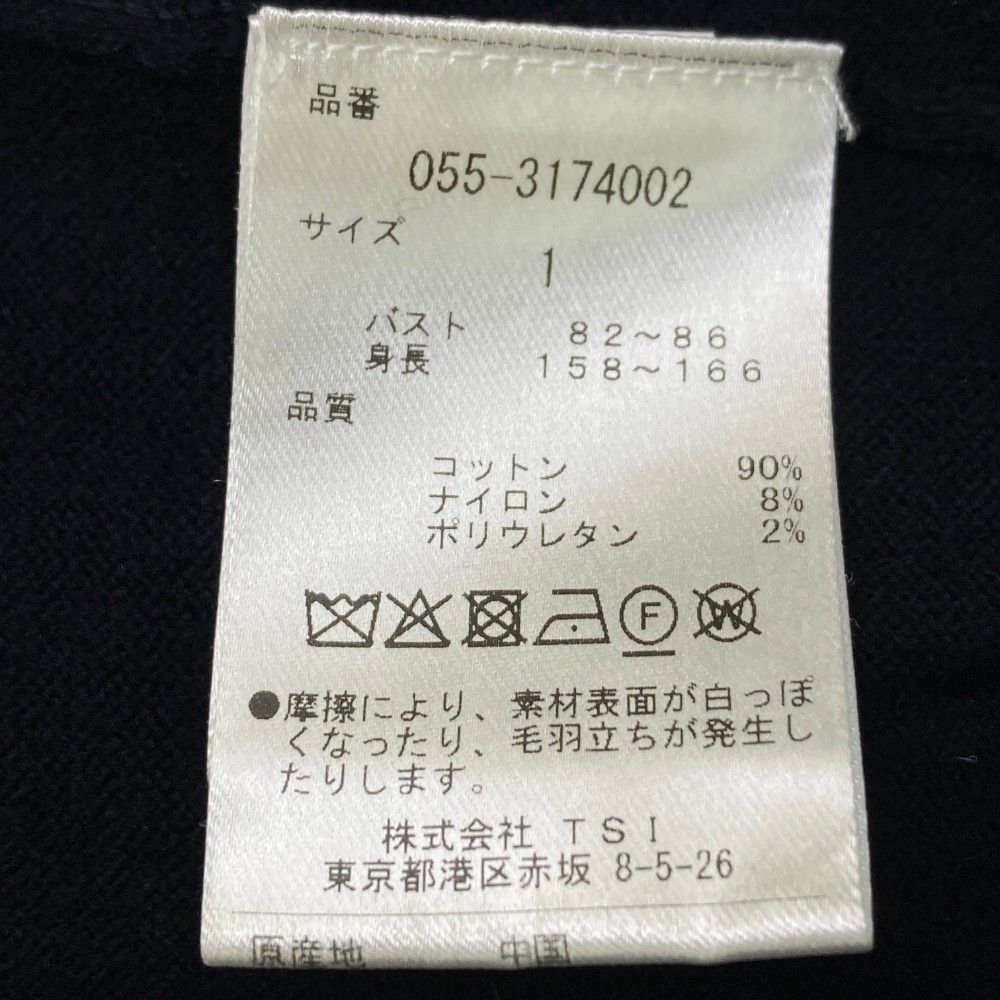 品番
055-3174002
サイズ
1
バスト 82～86
身長 158～166
品質
コットン 90%
ナイロン 8%
ポリウレタン 2%
F W
●摩擦により、素材表面が白っぽ
くなったり、毛羽立ちが発生し
たりします。
株式会社 TSI
東京都港区赤坂 8-5-26
原産地 中国